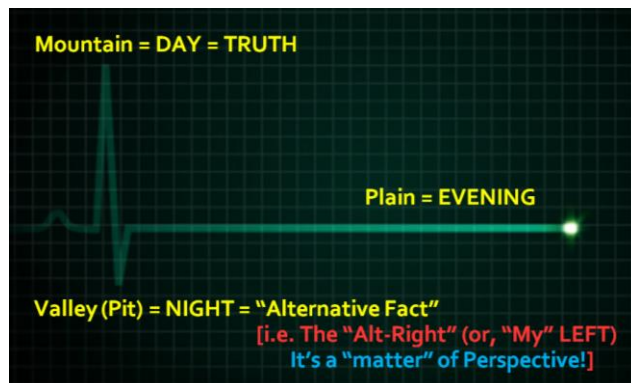 Mountain = DAY = TRUTH
Plain = EVENING
Valley (Pit) = NIGHT = “Alternative Fact”
[i.e. The “Alt-Right” (or, “My” LEFT)
It’s a “matter” of Perspective!]